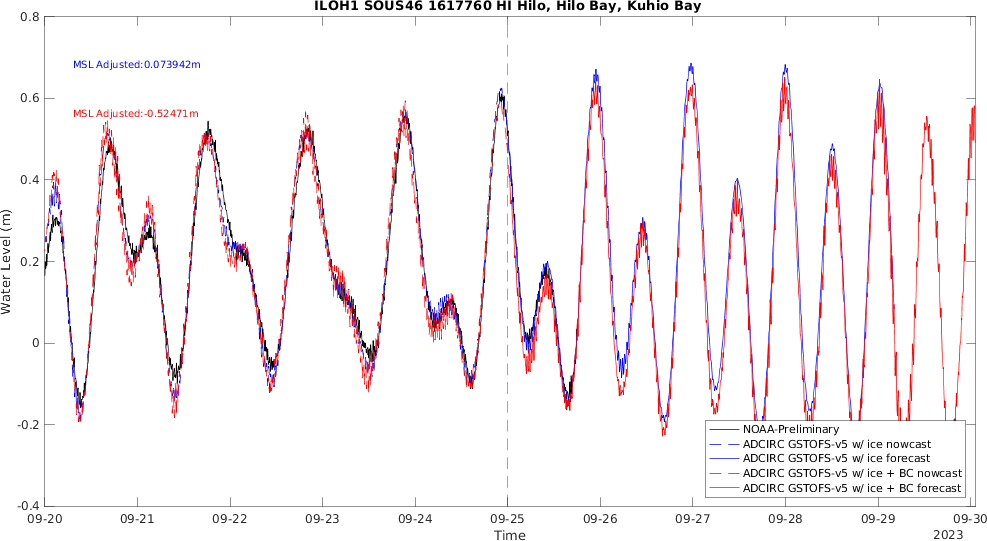 ILOH1 SOUS46 1617760 HI Hilo, Hilo Bay, Kuhio Bay
0.8
0.6
0.4
0.2
0
-0.2
-0.4
Water Level (m)
MSL Adjusted:0.073942m
MSL Adjusted:-0.52471m
NOAA-Preliminary
ADCIRC GSTOFS-v5 w/ ice nowcast
ADCIRC GSTOFS-v5 w/ ice forecast
ADCIRC GSTOFS-v5 w/ ice + BC nowcast
ADCIRC GSTOFS-v5 w/ ice + BC forecast
09-20 09-21 09-22 09-23 09-24 09-25 09-26 09-27 09-28 09-29 09-30
Time
2023